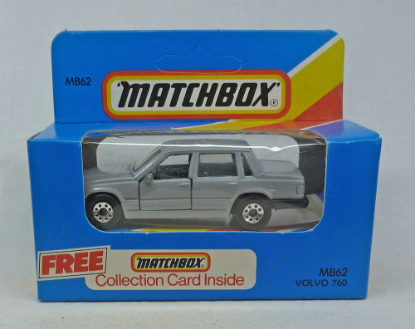 MB62
MATCHBOX
FREE
MATCHBOX
Collection Card Inside
MB62
VOLVO 760